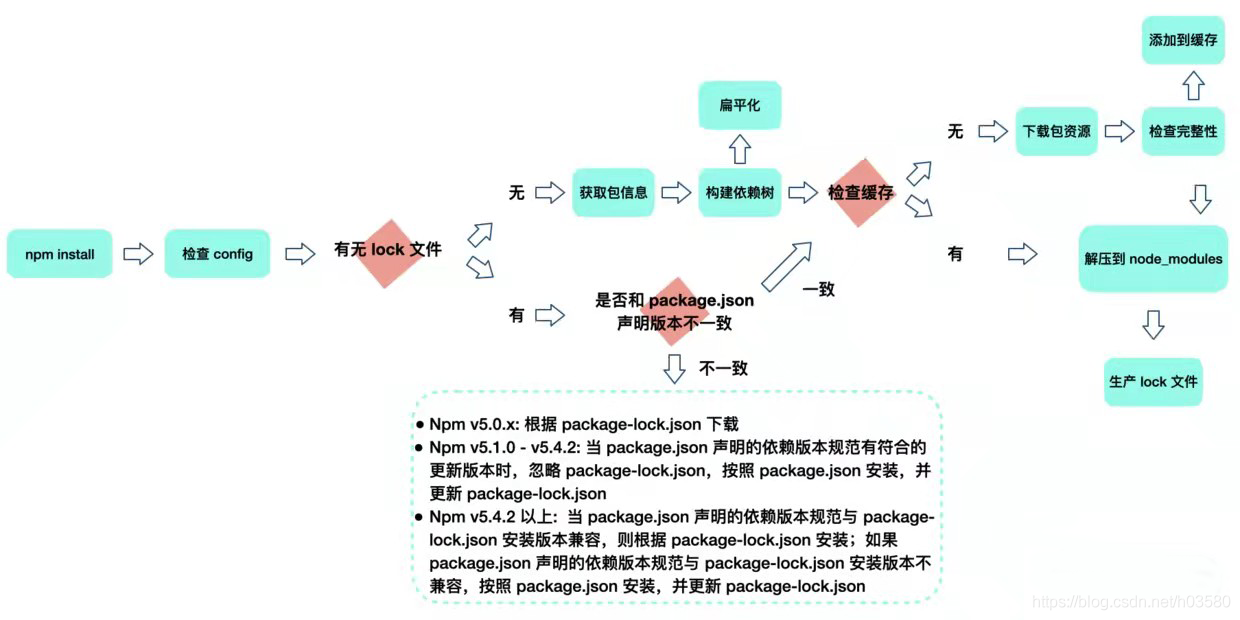 添加到缓存
扁平化
无
下载包资源
检查完整性
无
获取包信息
构建依赖树
检查缓存
npm install
检查 config
有无 lock 文件
有
解压到 node_modules
一致
是否和 package.json
声明版本不一致
有
不一致
生产 lock 文件
● Npm v5.0.x: 根据 package-lock.json 下载
● Npm v5.1.0 - v5.4.2: 当 package.json 声明的依赖版本规范有符合的
更新版本时，忽略 package-lock.json，按照 package.json 安装，并
更新 package-lock.json
● Npm v5.4.2 以上：当 package.json 声明的依赖版本规范与 package-
lock.json 安装版本兼容，则根据 package-lock.json 安装；如果
package.json 声明的依赖版本规范与 package-lock.json 安装版本不
兼容，按照 package.json 安装，并更新 package-lock.json
https://blog.csdn.net/h03580